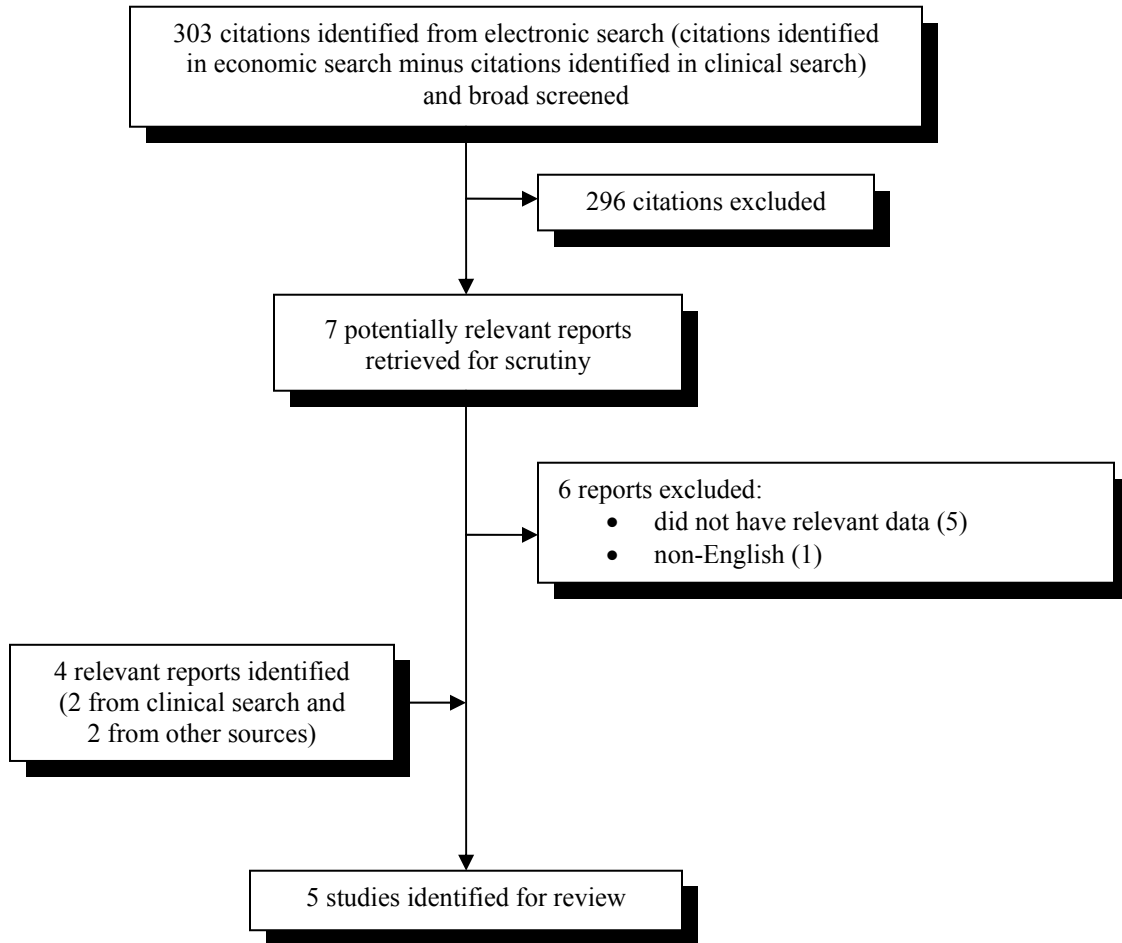 303 citations identified from electronic search (citations identified
in economic search minus citations identified in clinical search)
and broad screened
296 citations excluded
7 potentially relevant reports
retrieved for scrutiny
6 reports excluded:
• did not have relevant data (5)
• non-English (1)
4 relevant reports identified
(2 from clinical search and
2 from other sources)
5 studies identified for review